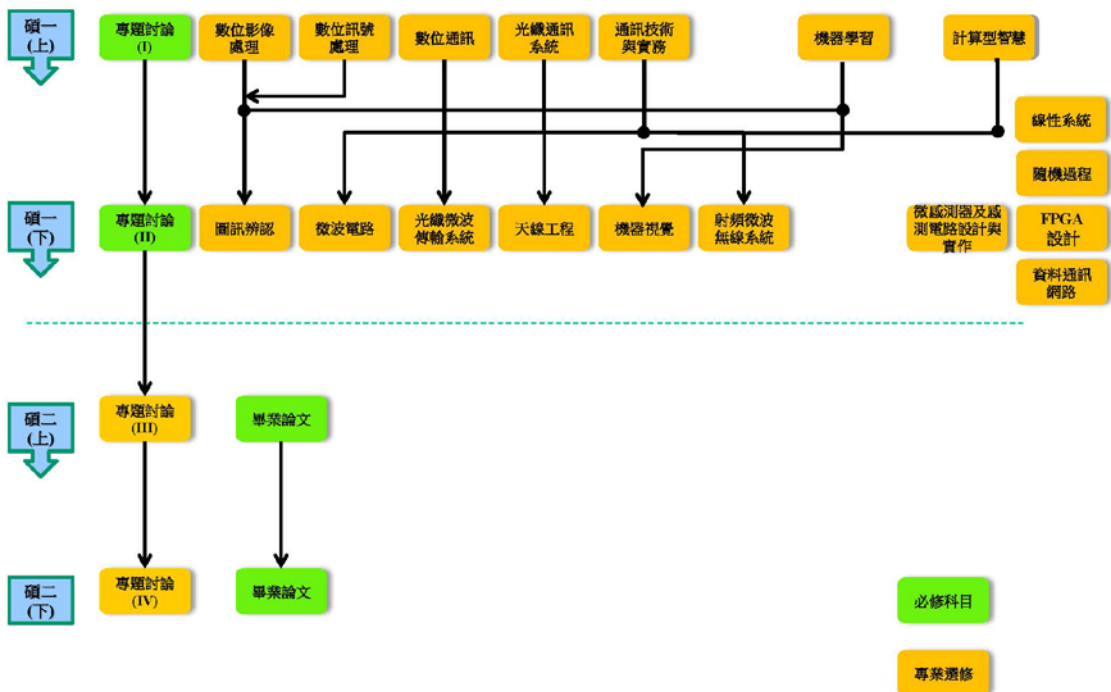 碩一
(上)
專題討論
(I)
數位影像
處理
數位訊號
處理
數位通訊
光纖通訊
系統
通訊技術
與實務
機器學習
計算型智慧
線性系統
隨機過程
碩一
(下)
專題討論
(II)
圖訊辨認
微波電路
光纖微波
傳輸系統
天線工程
機器視覺
射頻微波
無線系統
微感測器及感
測電路設計與
實作
FPGA
設計
資料通訊
網路
碩二
(上)
專題討論
(III)
畢業論文
碩二
(下)
專題討論
(IV)
畢業論文
必修科目
專業選修